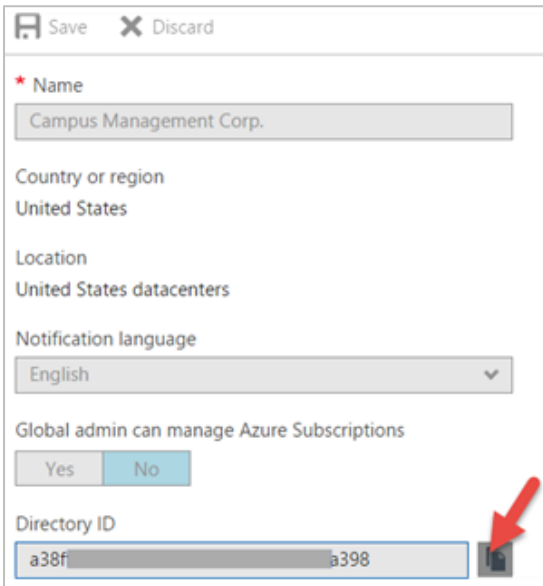 Save Discard
* Name
Campus Management Corp.
Country or region
United States
Location
United States datacenters
Notification language
English
Global admin can manage Azure Subscriptions
Yes No
Directory ID
a38f a398